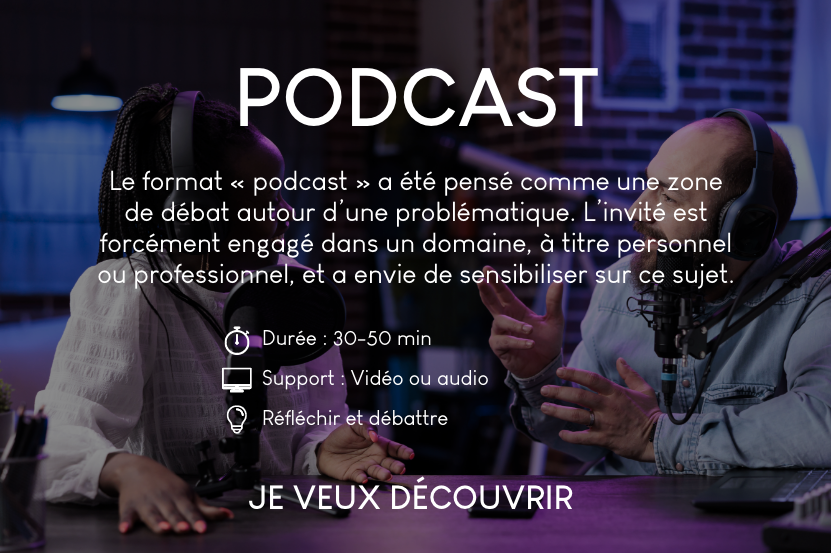 PODCAST
Le format « podcast » a été pensé comme une zone
de débat autour d’une problématique. L’invité est
forcément engagé dans un domaine, à titre personnel
ou professionnel, et a envie de sensibiliser sur ce sujet.
Durée : 30-50 min
Support : Vidéo ou audio
Réfléchir et débattre
JE VEUX DÉCOUVRIR